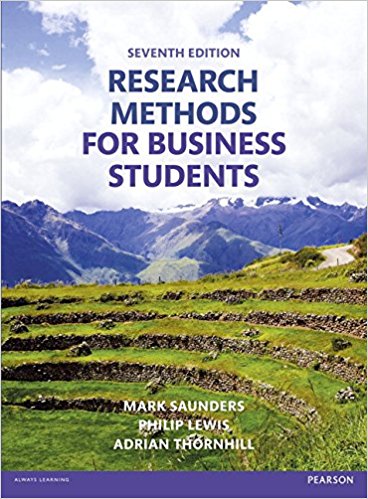 SEVENTH EDITION
RESEARCH
METHODS
FOR BUSINESS
STUDENTS
MARK SAUNDERS
PHILIP LEWIS
ADRIAN THORNHILL
ALWAYS LEARNING
PEARSON